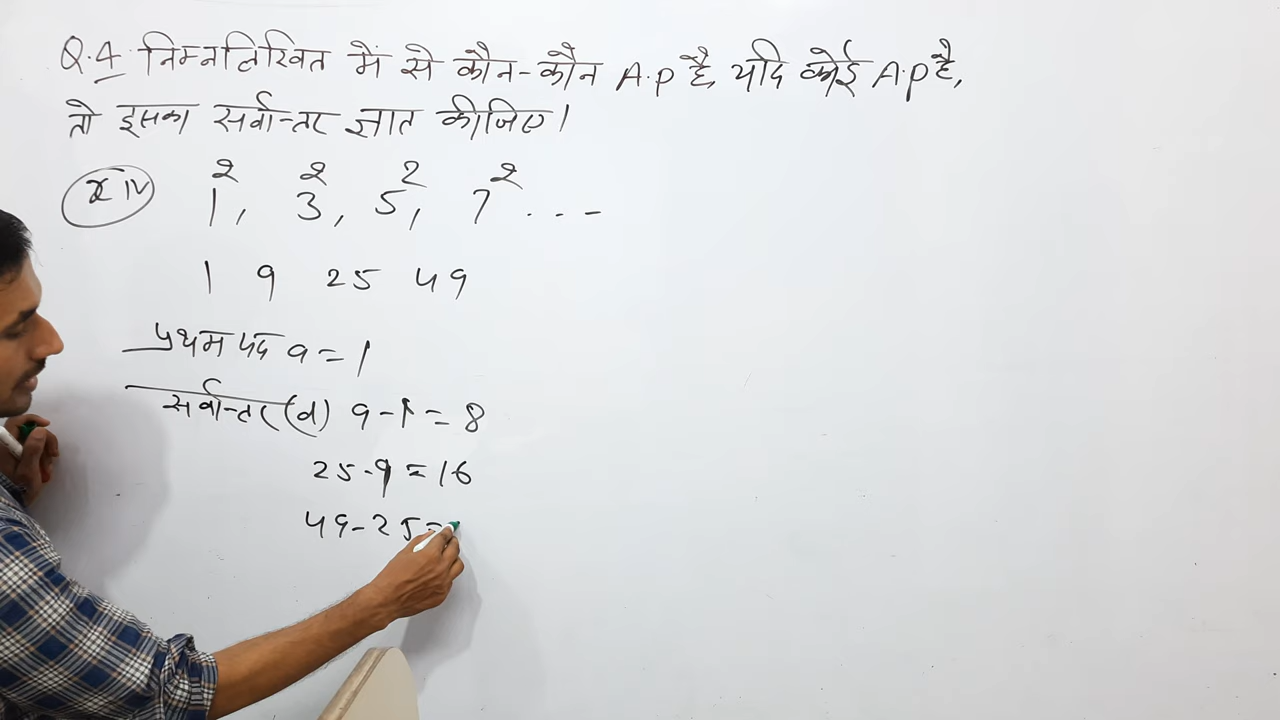 Q.4. निम्नलिखित में से कौन-कौन A.P है, यदि कोई A.P है,
तो इसका सर्वान्तर ज्ञात कीजिए।
xiv 1², 3², 5², 7² ...
1 9 25 49
प्रथम पद a = 1
सर्वान्तर (d) 9 - 1 = 8
25 - 9 = 16
49 - 25 =